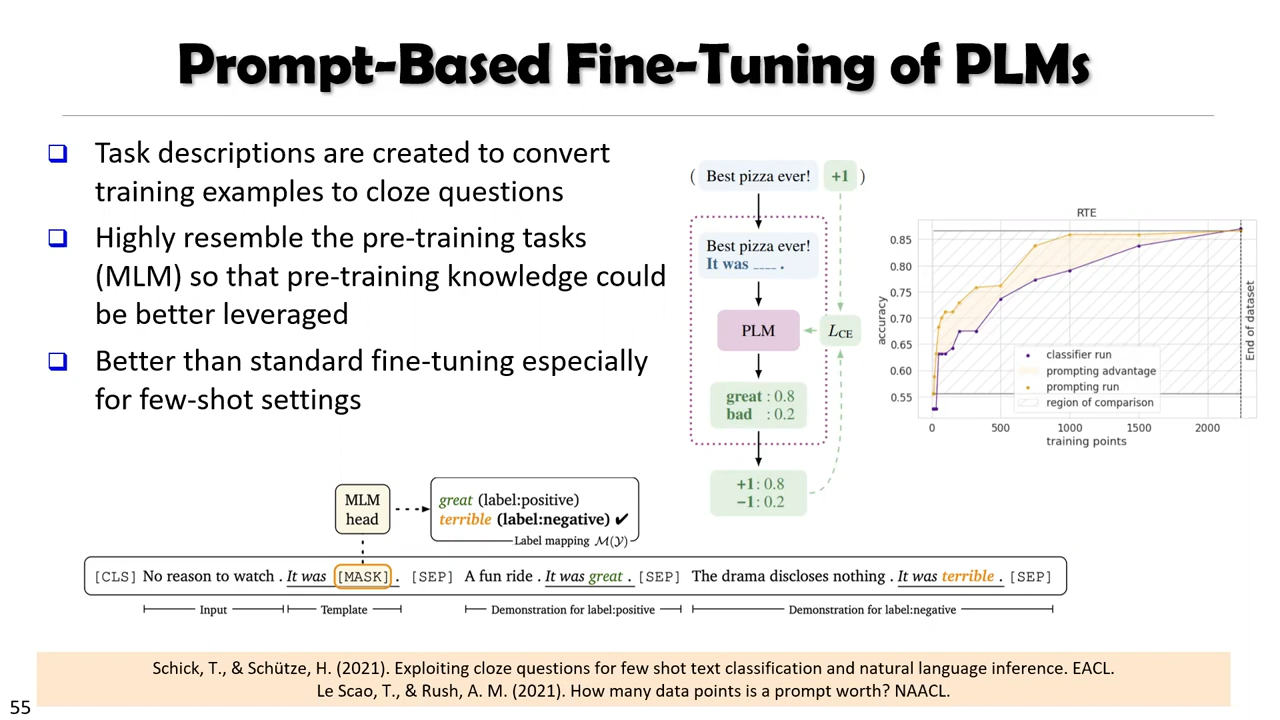 Prompt-Based Fine-Tuning of PLMs
❑ Task descriptions are created to convert
training examples to cloze questions
❑ Highly resemble the pre-training tasks
(MLM) so that pre-training knowledge could
be better leveraged
❑ Better than standard fine-tuning especially
for few-shot settings
( Best pizza ever! +1 )
Best pizza ever!
It was ____ .
PLM
L_CE
great : 0.8
bad : 0.2
+1 : 0.8
−1 : 0.2
RTE
accuracy
0.85
0.80
0.75
0.70
0.65
0.60
0.55
classifier run
prompting advantage
prompting run
region of comparison
End of dataset
0 500 1000 1500 2000
training points
MLM
head
great (label:positive)
terrible (label:negative) ✔
Label mapping M(Y)
[CLS] No reason to watch . It was [MASK] . [SEP] A fun ride . It was great . [SEP] The drama discloses nothing . It was terrible . [SEP]
Input Template Demonstration for label:positive Demonstration for label:negative
Schick, T., & Schütze, H. (2021). Exploiting cloze questions for few shot text classification and natural language inference. EACL.
Le Scao, T., & Rush, A. M. (2021). How many data points is a prompt worth? NAACL.
55